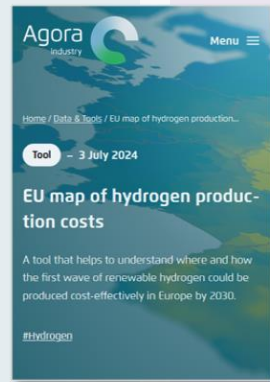 Agora
industry
Menu
Home / Data & Tools / EU map of hydrogen production...
Tool – 3 July 2024
EU map of hydrogen produc-
tion costs
A tool that helps to understand where and how
the first wave of renewable hydrogen could be
produced cost-effectively in Europe by 2030.
#Hydrogen